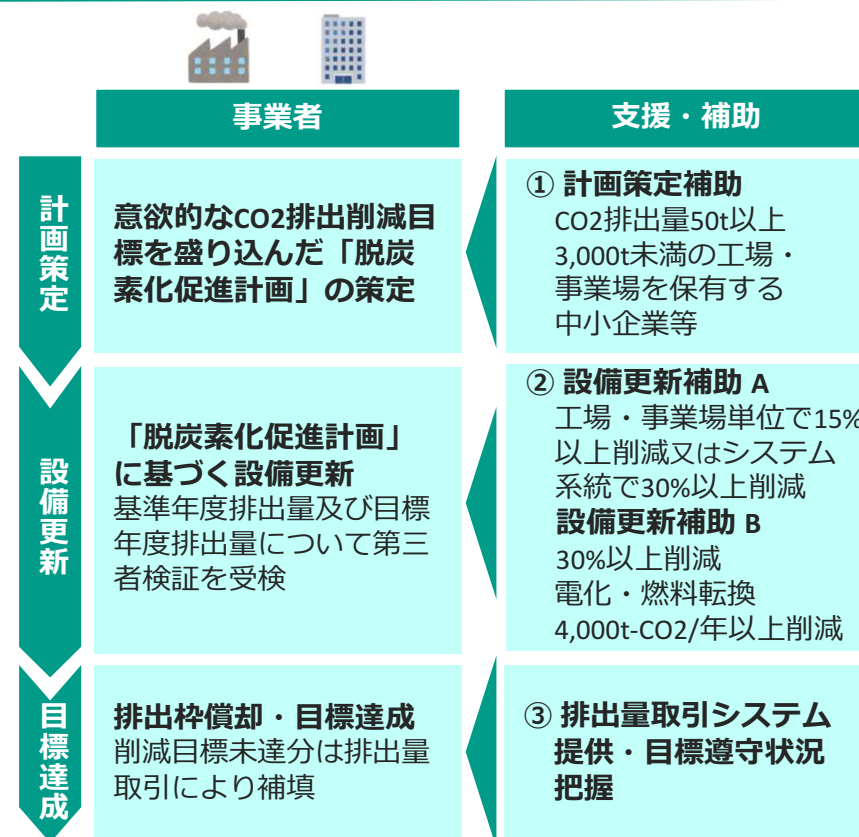 事業者
支援・補助
計画策定
意欲的なCO2排出削減目
標を盛り込んだ「脱炭
素化促進計画」の策定
① 計画策定補助
CO2排出量50t以上
3,000t未満の工場・
事業場を保有する
中小企業等
設備更新
「脱炭素化促進計画」
に基づく設備更新
基準年度排出量及び目標
年度排出量について第三
者検証を受検
② 設備更新補助 A
工場・事業場単位で15%
以上削減又はシステム
系統で30%以上削減
設備更新補助 B
30%以上削減
電化・燃料転換
4,000t-CO2/年以上削減
目標達成
排出枠償却・目標達成
削減目標未達分は排出量
取引により補填
③ 排出量取引システム
提供・目標遵守状況
把握